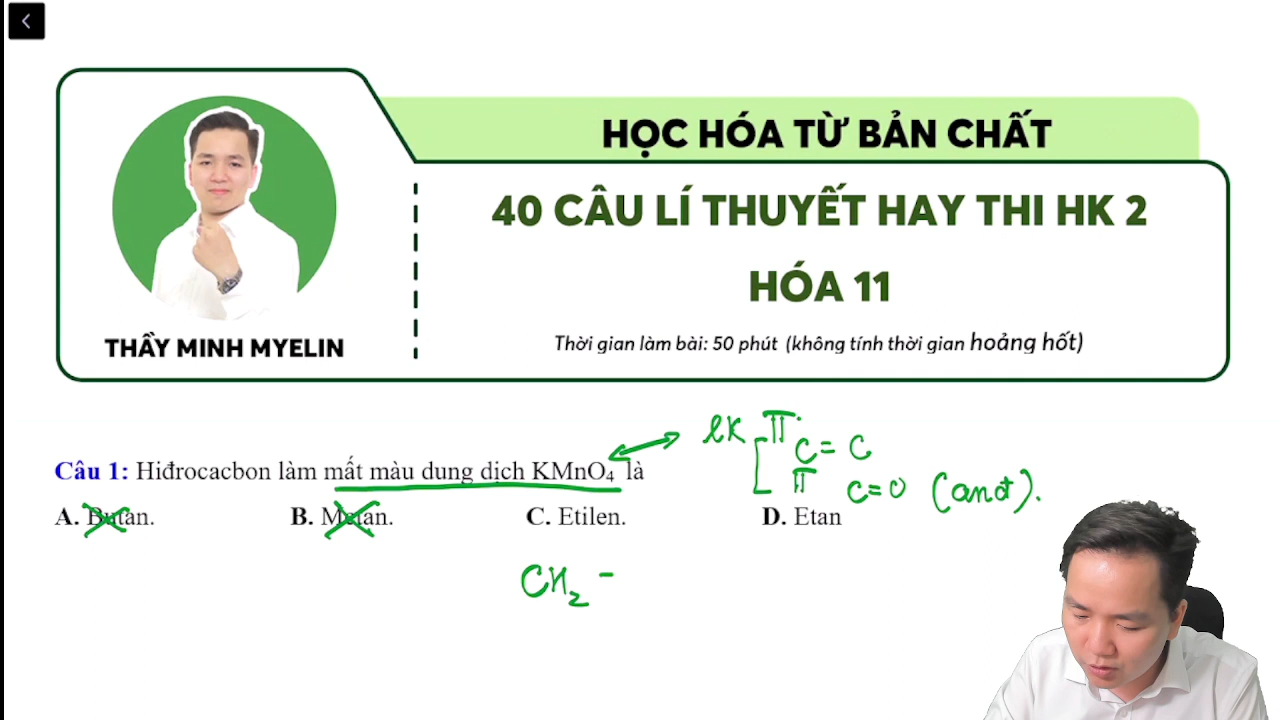 HỌC HÓA TỪ BẢN CHẤT
40 CÂU LÍ THUYẾT HAY THI HK 2
HÓA 11
Thời gian làm bài: 50 phút (không tính thời gian hoảng hốt)
THẦY MINH MYELIN
lk π C = C
π C=O (anđ).
Câu 1: Hiđrocacbon làm mất màu dung dịch KMnO₄ là
A. Butan. B. Metan. C. Etilen. D. Etan
CH₂ =